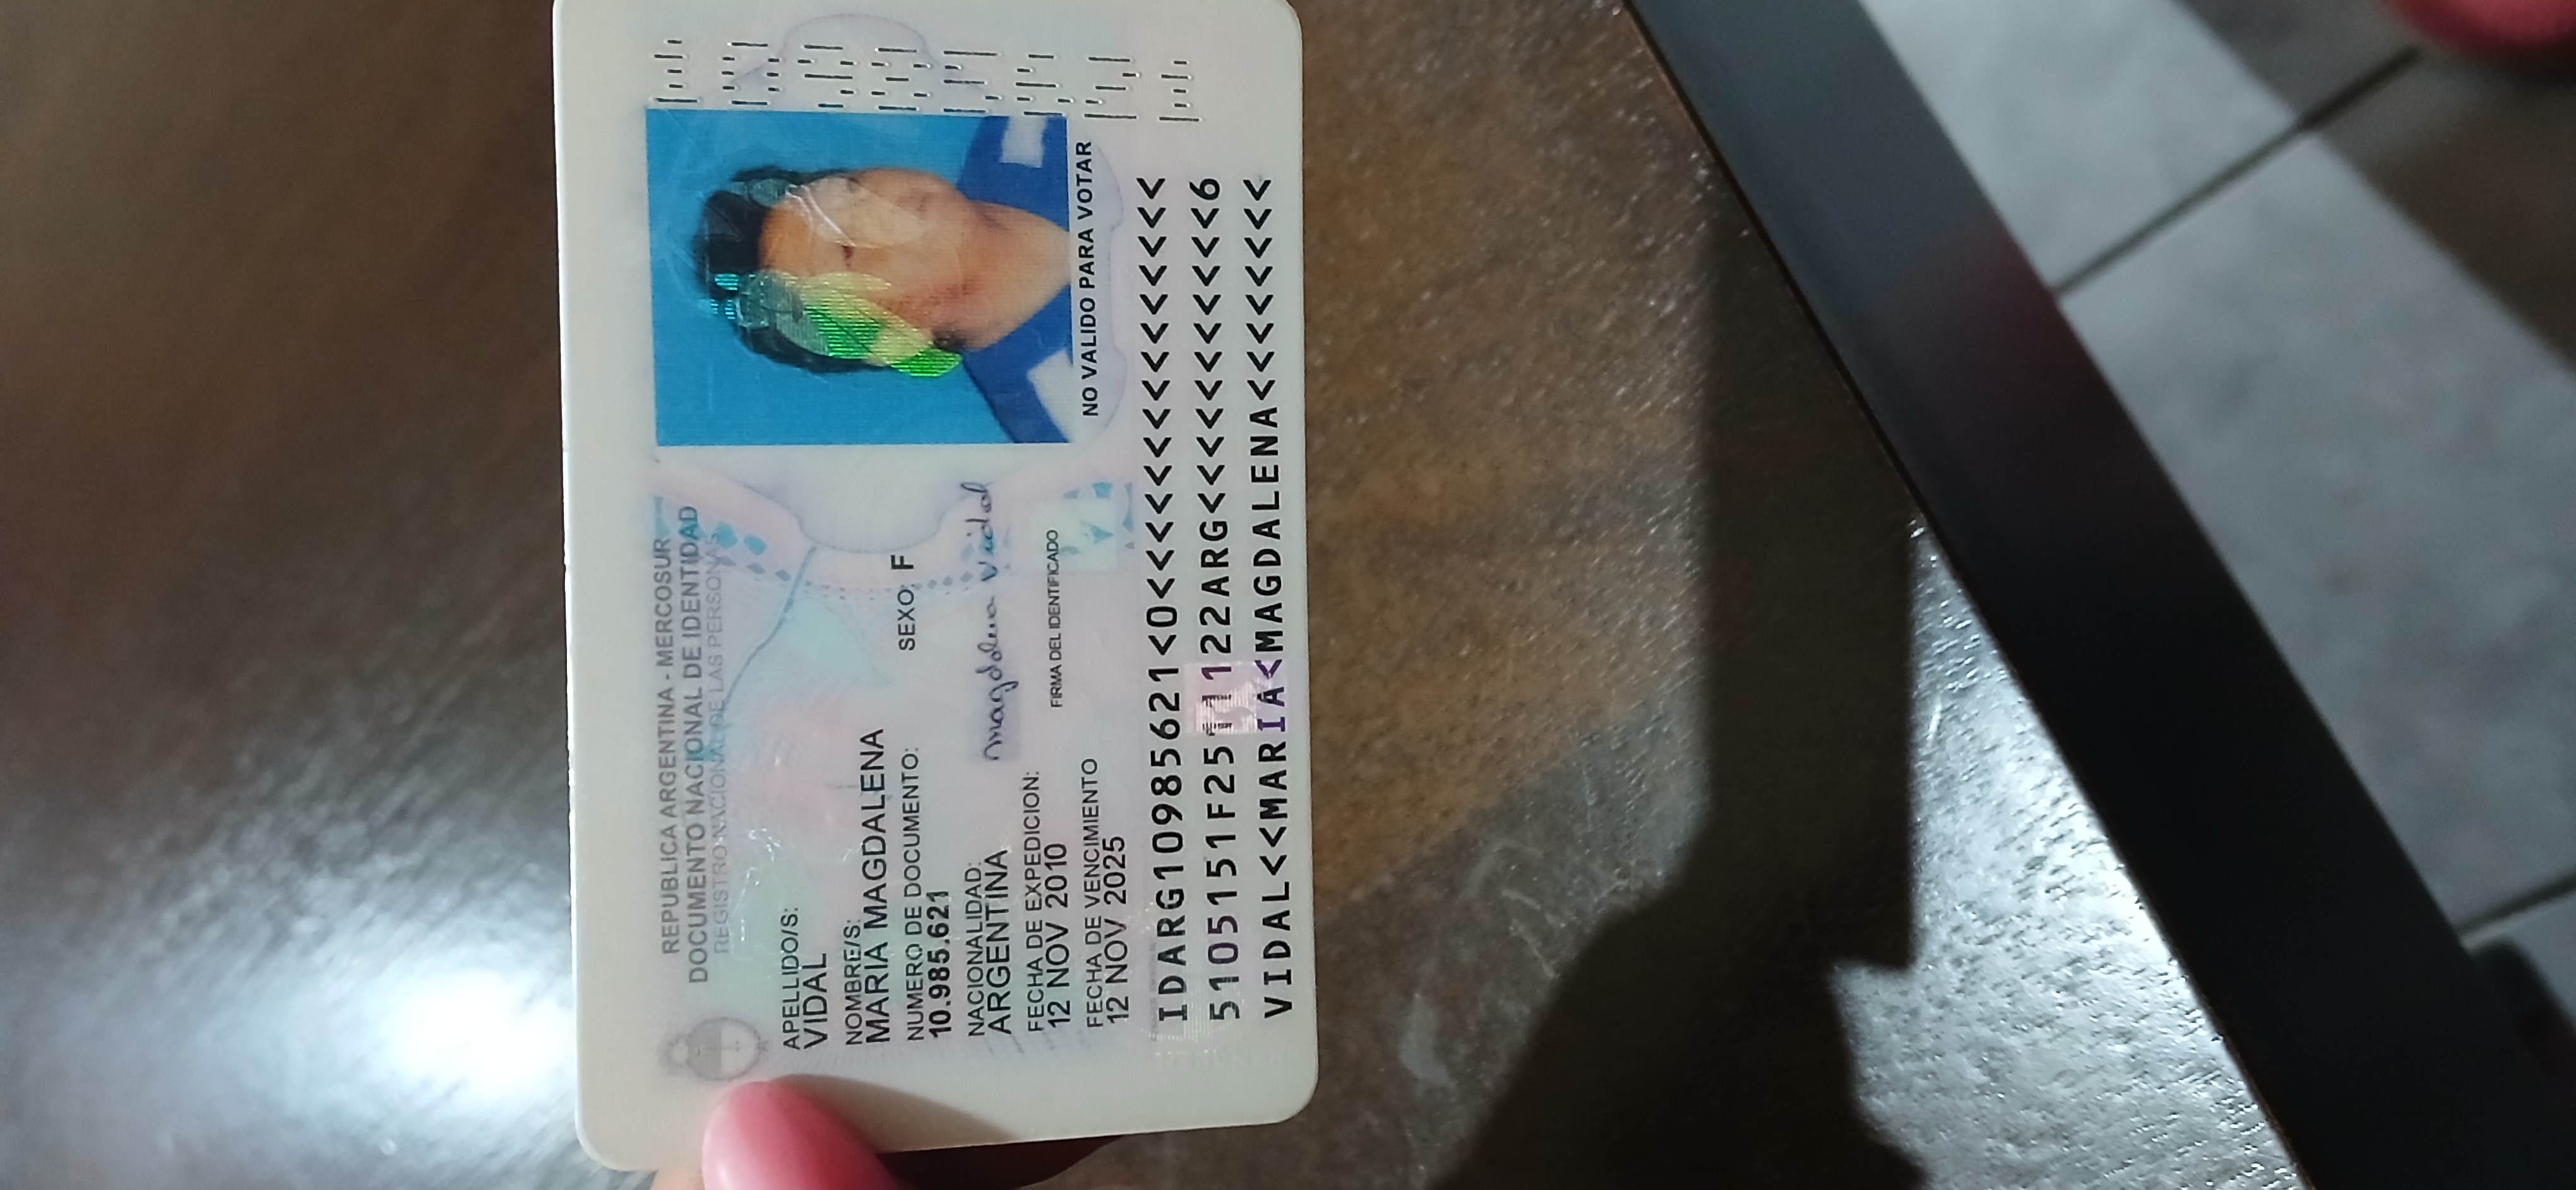 REPUBLICA ARGENTINA - MERCOSUR
DOCUMENTO NACIONAL DE IDENTIDAD
REGISTRO NACIONAL DE LAS PERSONAS
APELLIDO/S:
VIDAL
NOMBRE/S:
MARIA MAGDALENA
NUMERO DE DOCUMENTO:
10.985.621
SEXO: F
NACIONALIDAD:
ARGENTINA
magdalena Vidal
FECHA DE EXPEDICION:
12 NOV 2010
FIRMA DEL IDENTIFICADO
FECHA DE VENCIMIENTO
12 NOV 2025
NO VALIDO PARA VOTAR
IDARG10985621<0<<<<<<<<<<<<<<<
5105151F2511122ARG<<<<<<<<<<<6
VIDAL<<MARIA<MAGDALENA<<<<<<<<